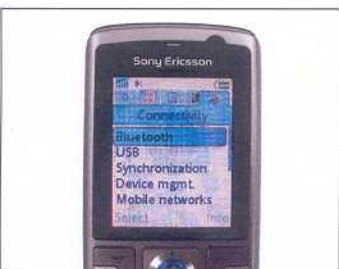 Sony Ericsson
Connectivity
Bluetooth
USB
Synchronization
Device mgmt.
Mobile networks
Select Info